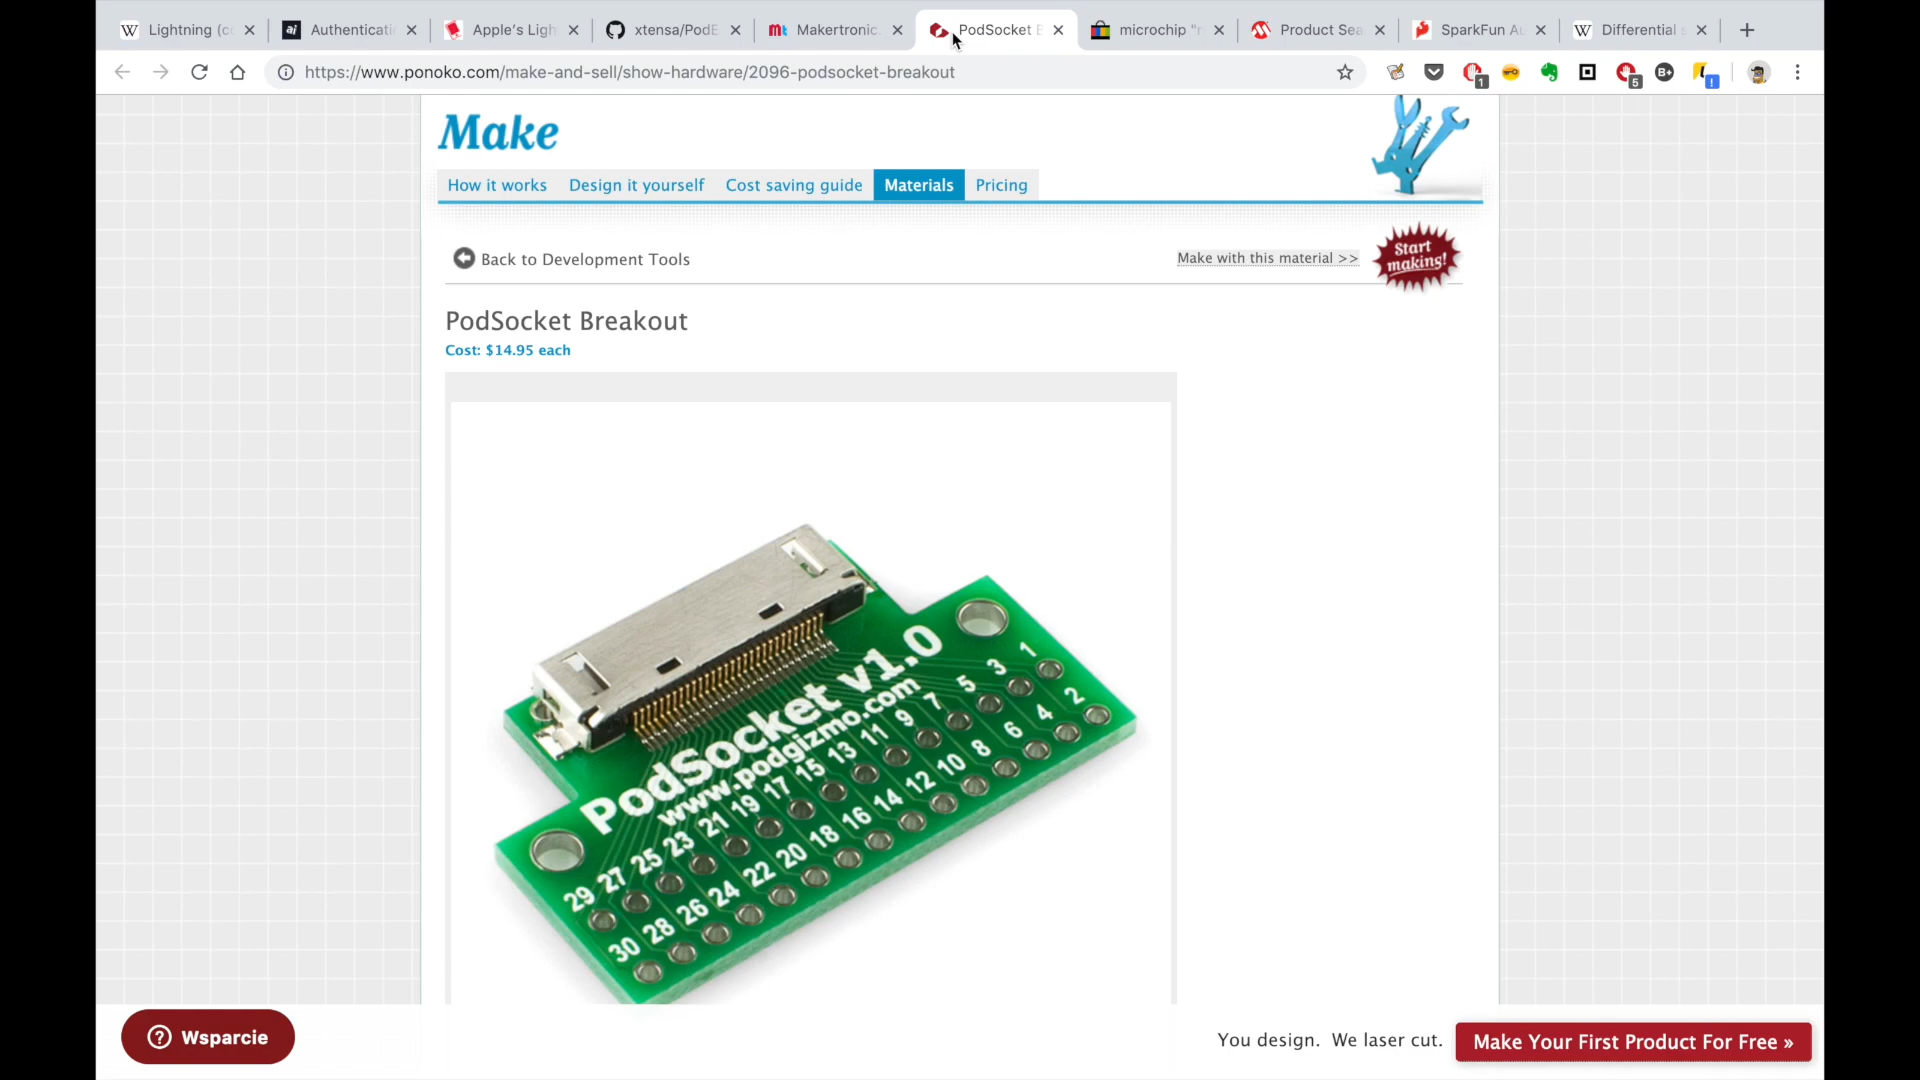 Lightning (c
Authenticati
Apple's Ligh
xtensa/PodE
Makertronic
PodSocket B
microchip "r
Product Sea
SparkFun Au
Differential s
https://www.ponoko.com/make-and-sell/show-hardware/2096-podsocket-breakout
1
5
B+
Make
How it works
Design it yourself
Cost saving guide
Materials
Pricing
Back to Development Tools
Make with this material >>
Start
making!
PodSocket Breakout
Cost: $14.95 each
PodSocket v1.0
www.podgizmo.com
29 27 25 23 21 19 17 15 13 11 9 7 5 3 1
30 28 26 24 22 20 18 16 14 12 10 8 6 4 2
Wsparcie
You design. We laser cut.
Make Your First Product For Free »